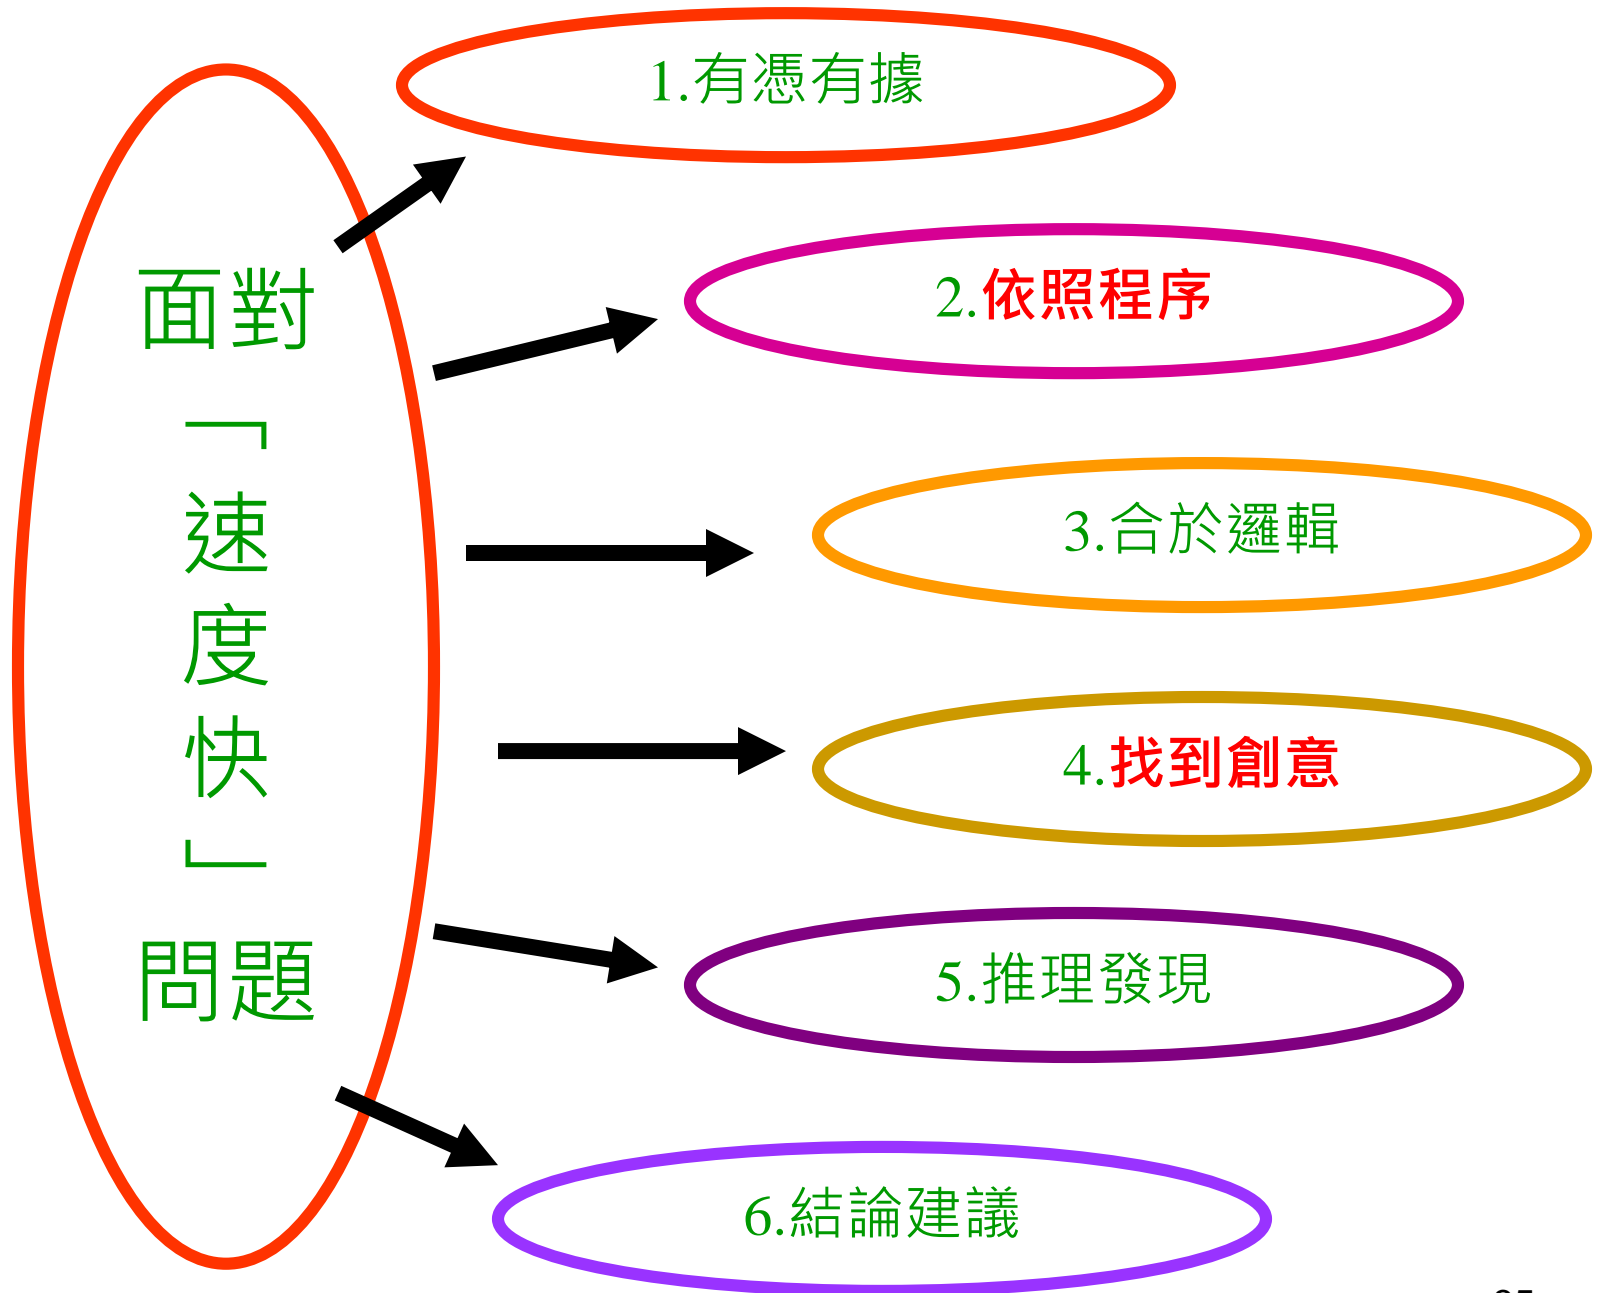 面對
「
速
度
快
」
問題
1.有憑有據
2.依照程序
3.合於邏輯
4.找到創意
5.推理發現
6.結論建議